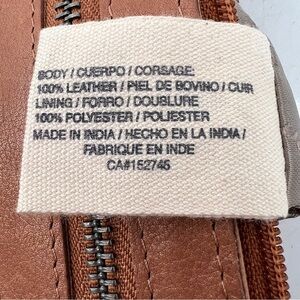 BODY / CUERPO / CORSAGE:
100% LEATHER / PIEL DE BOVINO / CUIR
LINING / FORRO / DOUSLURE
100% POLYESTER / POLIESTER
MADE IN INDIA / HECHO EN LA INDIA /
FABRIQUE EN INDE
CA#152745